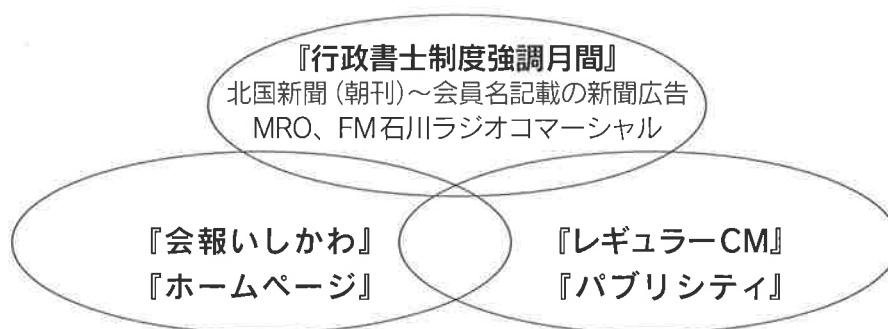 『行政書士制度強調月間』
北国新聞(朝刊)~会員名記載の新聞広告
MRO、FM石川ラジオコマーシャル
『会報いしかわ』
『ホームページ』
『レギュラーCM』
『パブリシティ』